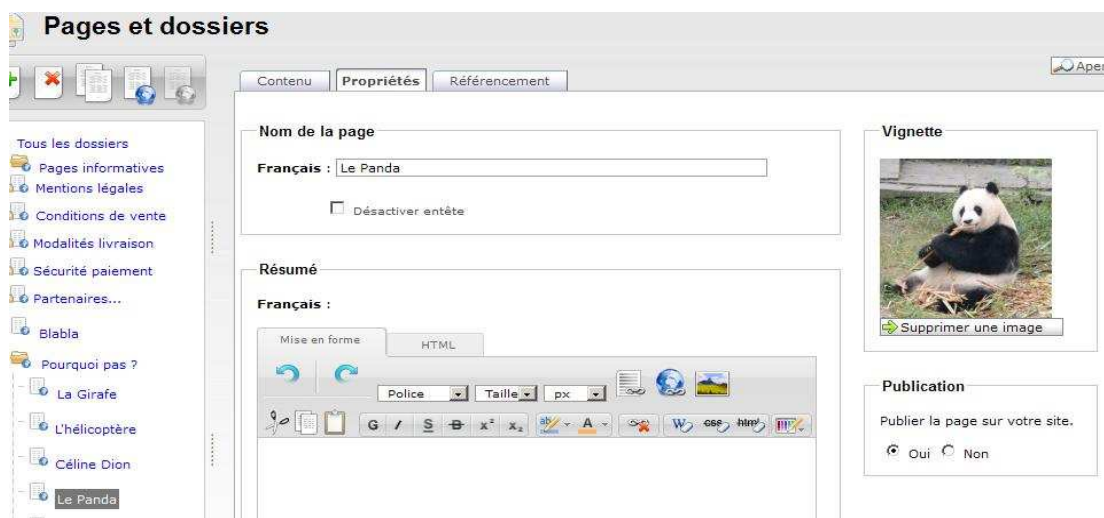 Pages et dossiers
Contenu
Propriétés
Référencement
Aper
Tous les dossiers
Pages informatives
Mentions légales
Conditions de vente
Modalités livraison
Sécurité paiement
Partenaires...
Blabla
Pourquoi pas ?
La Girafe
L'hélicoptère
Céline Dion
Le Panda
Nom de la page
Français : Le Panda
Désactiver entête
Résumé
Français :
Mise en forme
HTML
Police
Taille
px
G I S B x² x₂ ab A W css html
Vignette
Supprimer une image
Publication
Publier la page sur votre site.
Oui Non